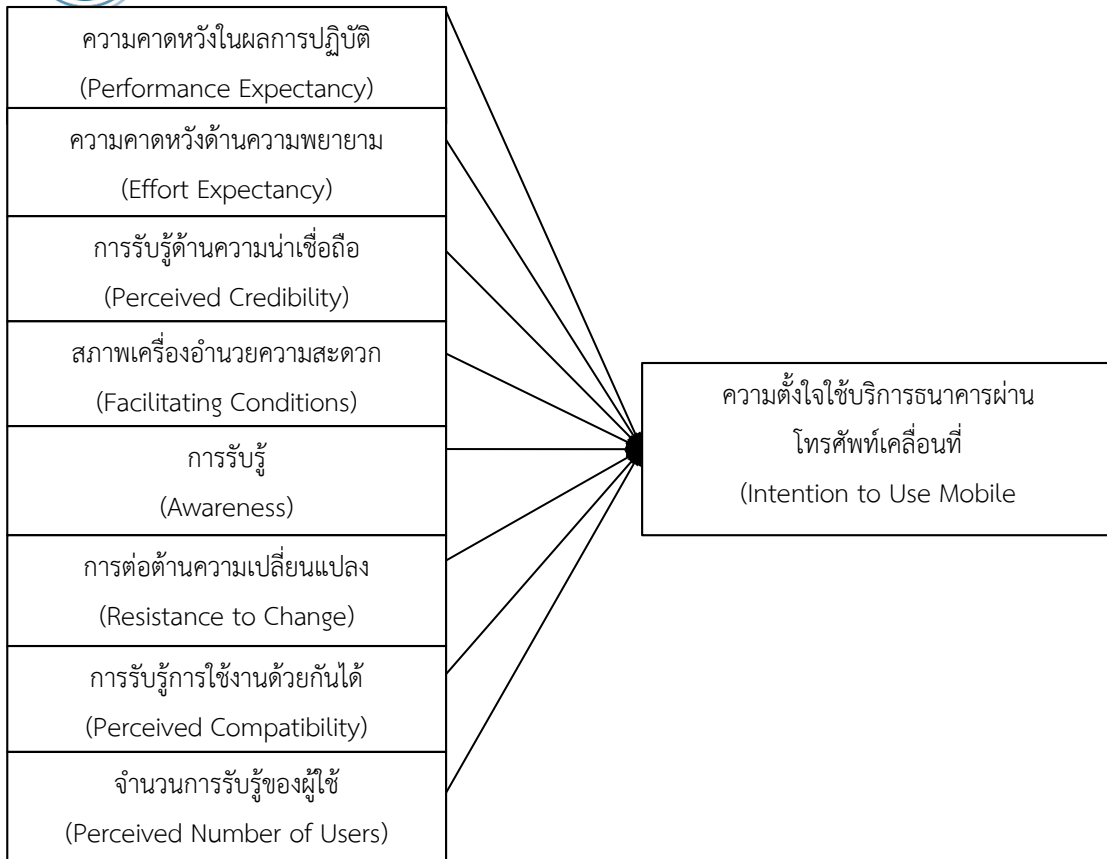 ความคาดหวังในผลการปฏิบัติ
(Performance Expectancy)
ความคาดหวังด้านความพยายาม
(Effort Expectancy)
การรับรู้ด้านความน่าเชื่อถือ
(Perceived Credibility)
สภาพเครื่องอำนวยความสะดวก
(Facilitating Conditions)
การรับรู้
(Awareness)
การต่อต้านความเปลี่ยนแปลง
(Resistance to Change)
การรับรู้การใช้งานด้วยกันได้
(Perceived Compatibility)
จำนวนการรับรู้ของผู้ใช้
(Perceived Number of Users)
ความตั้งใจใช้บริการธนาคารผ่าน
โทรศัพท์เคลื่อนที่
(Intention to Use Mobile